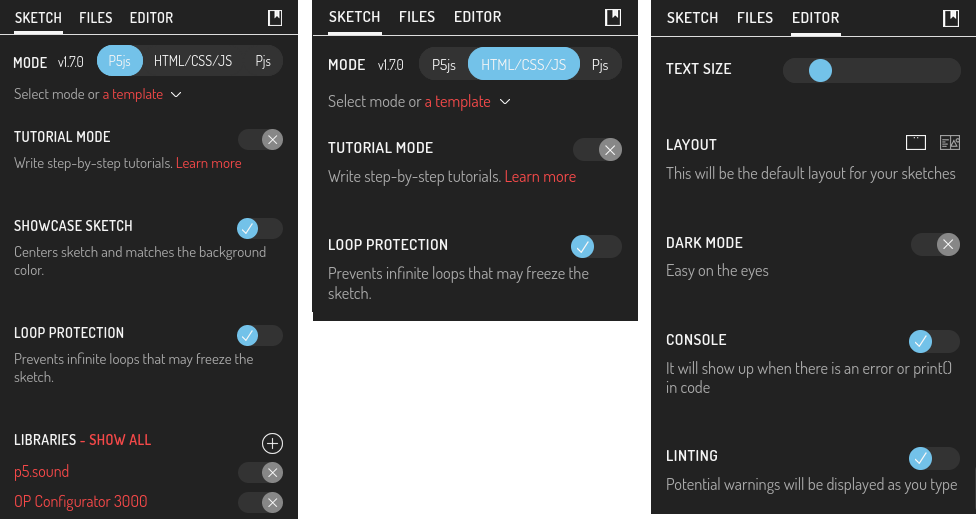 SKETCH FILES EDITOR
MODE v1.7.0 P5js HTML/CSS/JS Pjs
Select mode or a template
TUTORIAL MODE
Write step-by-step tutorials. Learn more
SHOWCASE SKETCH
Centers sketch and matches the background
color.
LOOP PROTECTION
Prevents infinite loops that may freeze the
sketch.
LIBRARIES - SHOW ALL
p5.sound
OP Configurator 3000
SKETCH FILES EDITOR
MODE v1.7.0 P5js HTML/CSS/JS Pjs
Select mode or a template
TUTORIAL MODE
Write step-by-step tutorials. Learn more
LOOP PROTECTION
Prevents infinite loops that may freeze the
sketch.
SKETCH FILES EDITOR
TEXT SIZE
LAYOUT
This will be the default layout for your sketches
DARK MODE
Easy on the eyes
CONSOLE
It will show up when there is an error or print()
in code
LINTING
Potential warnings will be displayed as you type